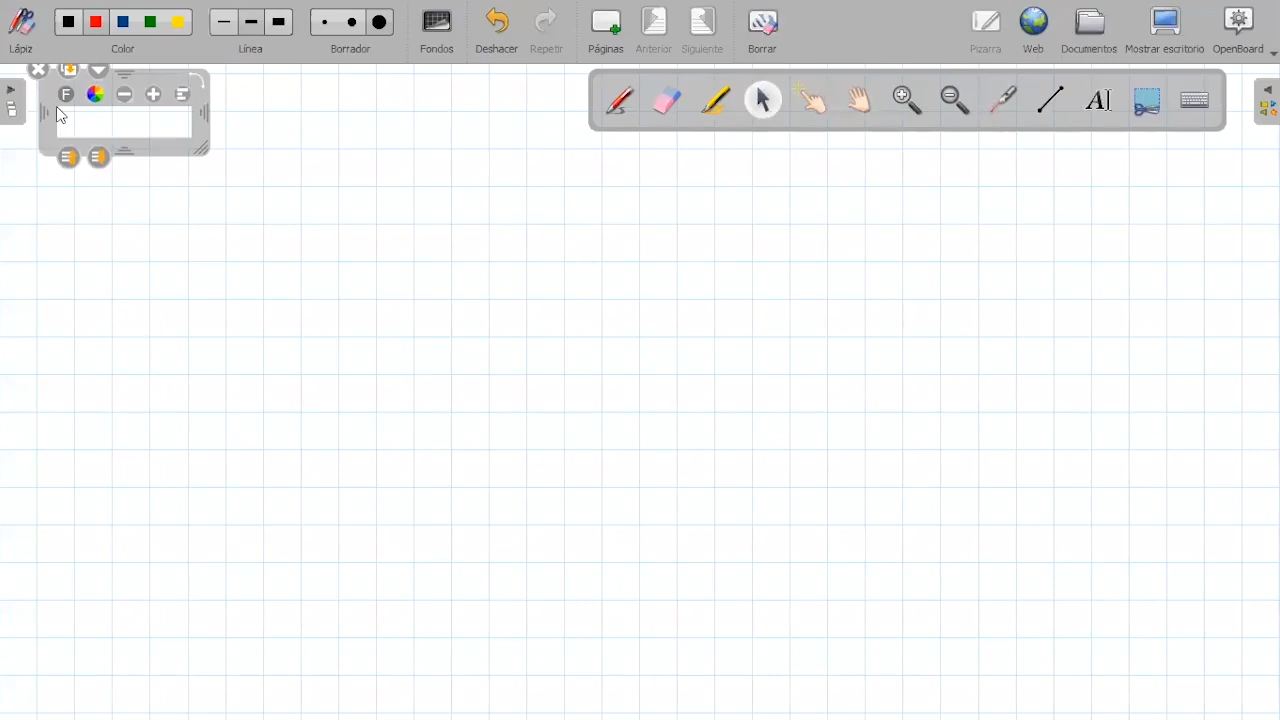 Lápiz Color Línea Borrador Fondos Deshacer Repetir Páginas Anterior Siguiente Borrar Pizarra Web Documentos Mostrar escritorio OpenBoard
F
A